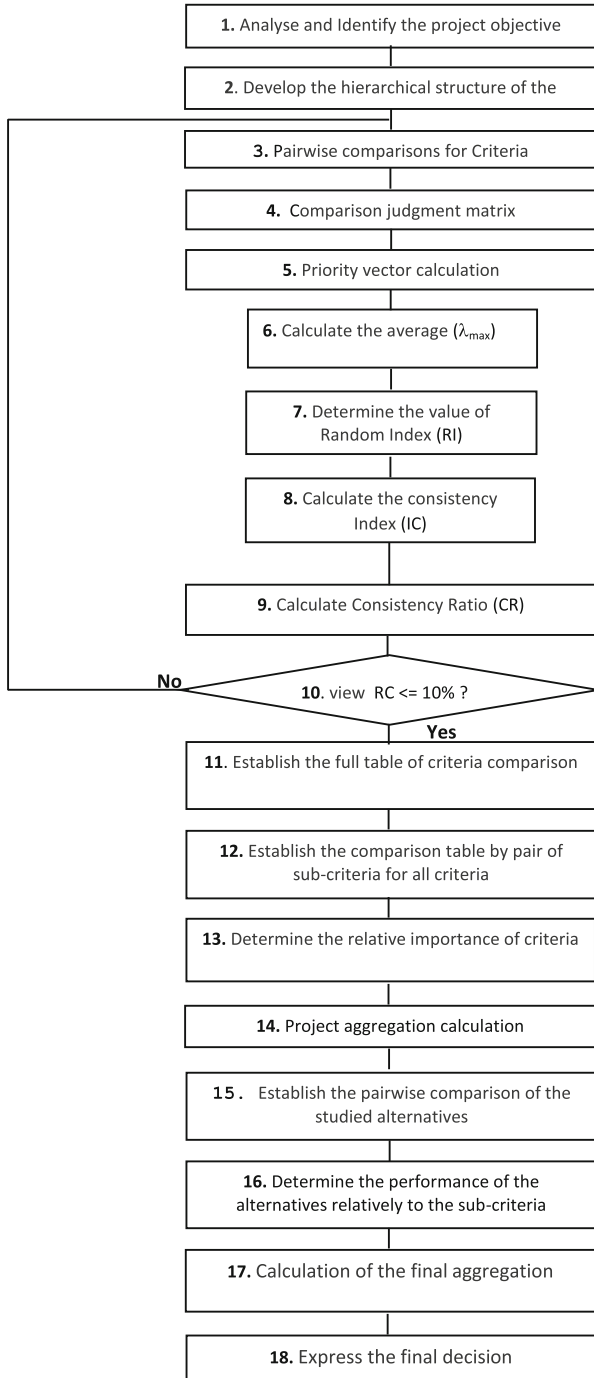 1. Analyse and Identify the project objective
2. Develop the hierarchical structure of the
3. Pairwise comparisons for Criteria
4. Comparison judgment matrix
5. Priority vector calculation
6. Calculate the average (λmax)
7. Determine the value of
Random Index (RI)
8. Calculate the consistency
Index (IC)
9. Calculate Consistency Ratio (CR)
No
10. view RC <= 10% ?
Yes
11. Establish the full table of criteria comparison
12. Establish the comparison table by pair of
sub-criteria for all criteria
13. Determine the relative importance of criteria
14. Project aggregation calculation
15. Establish the pairwise comparison of the
studied alternatives
16. Determine the performance of the
alternatives relatively to the sub-criteria
17. Calculation of the final aggregation
18. Express the final decision